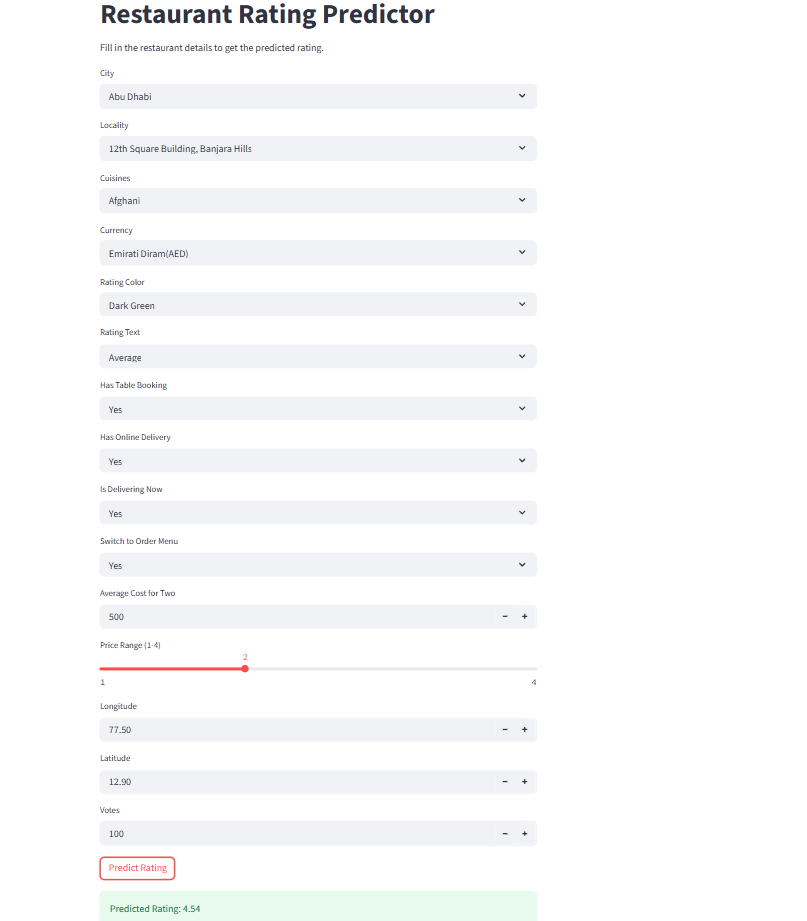 Restaurant Rating Predictor
Fill in the restaurant details to get the predicted rating.
City
Abu Dhabi
Locality
12th Square Building, Banjara Hills
Cuisines
Afghani
Currency
Emirati Diram(AED)
Rating Color
Dark Green
Rating Text
Average
Has Table Booking
Yes
Has Online Delivery
Yes
Is Delivering Now
Yes
Switch to Order Menu
Yes
Average Cost for Two
500
Price Range (1-4)
2
1 4
Longitude
77.50
Latitude
12.90
Votes
100
Predict Rating
Predicted Rating: 4.54